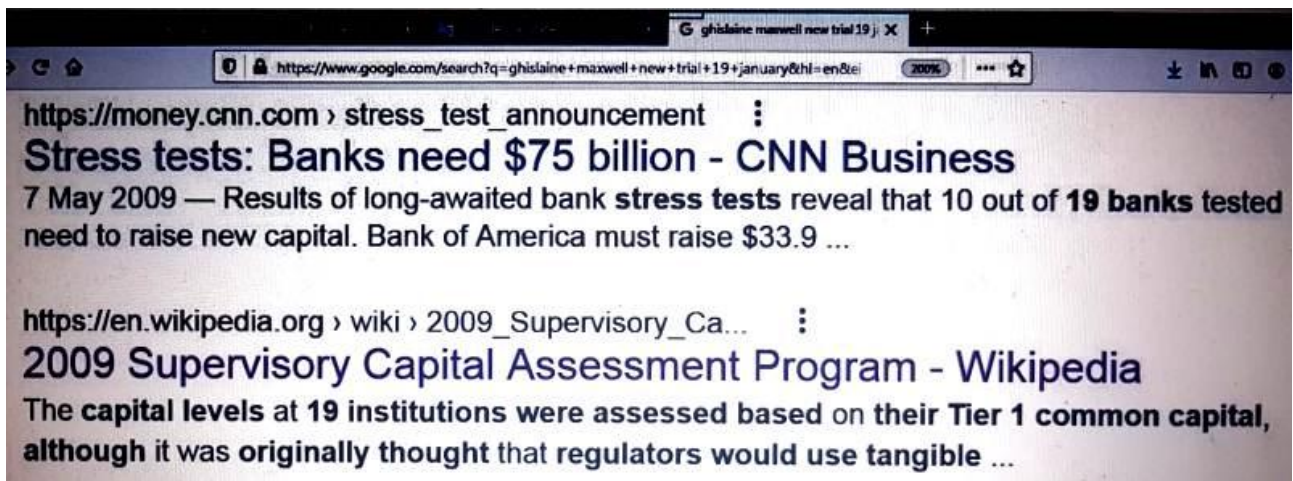 G ghislaine maxwell new trial 19 j
https://www.google.com/search?q=ghislaine+maxwell+new+trial+19+january&hl=en&ei 200%
https://money.cnn.com › stress_test_announcement
Stress tests: Banks need $75 billion - CNN Business
7 May 2009 — Results of long-awaited bank stress tests reveal that 10 out of 19 banks tested
need to raise new capital. Bank of America must raise $33.9 ...
https://en.wikipedia.org › wiki › 2009_Supervisory_Ca...
2009 Supervisory Capital Assessment Program - Wikipedia
The capital levels at 19 institutions were assessed based on their Tier 1 common capital,
although it was originally thought that regulators would use tangible ...